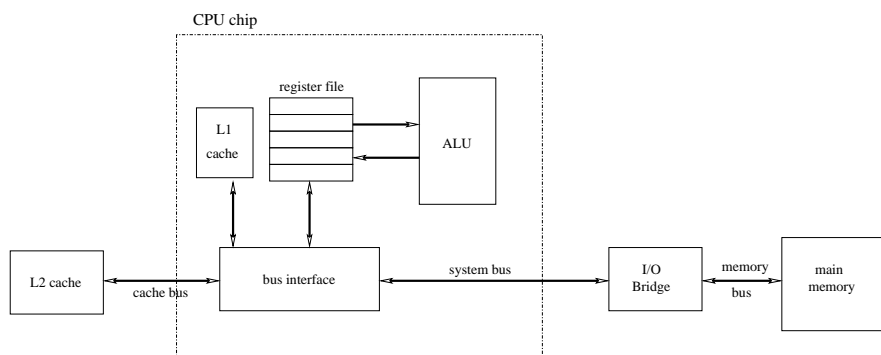 CPU chip
register file
L1
cache
ALU
L2 cache
cache bus
bus interface
system bus
I/O
Bridge
memory
bus
main
memory